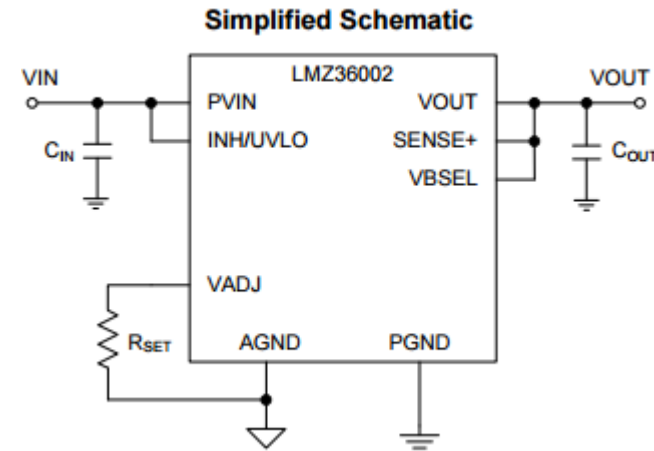 Simplified Schematic
LMZ36002
VIN
VOUT
PVIN
VOUT
INH/UVLO
SENSE+
CIN
COUT
VBSEL
VADJ
RSET
AGND
PGND